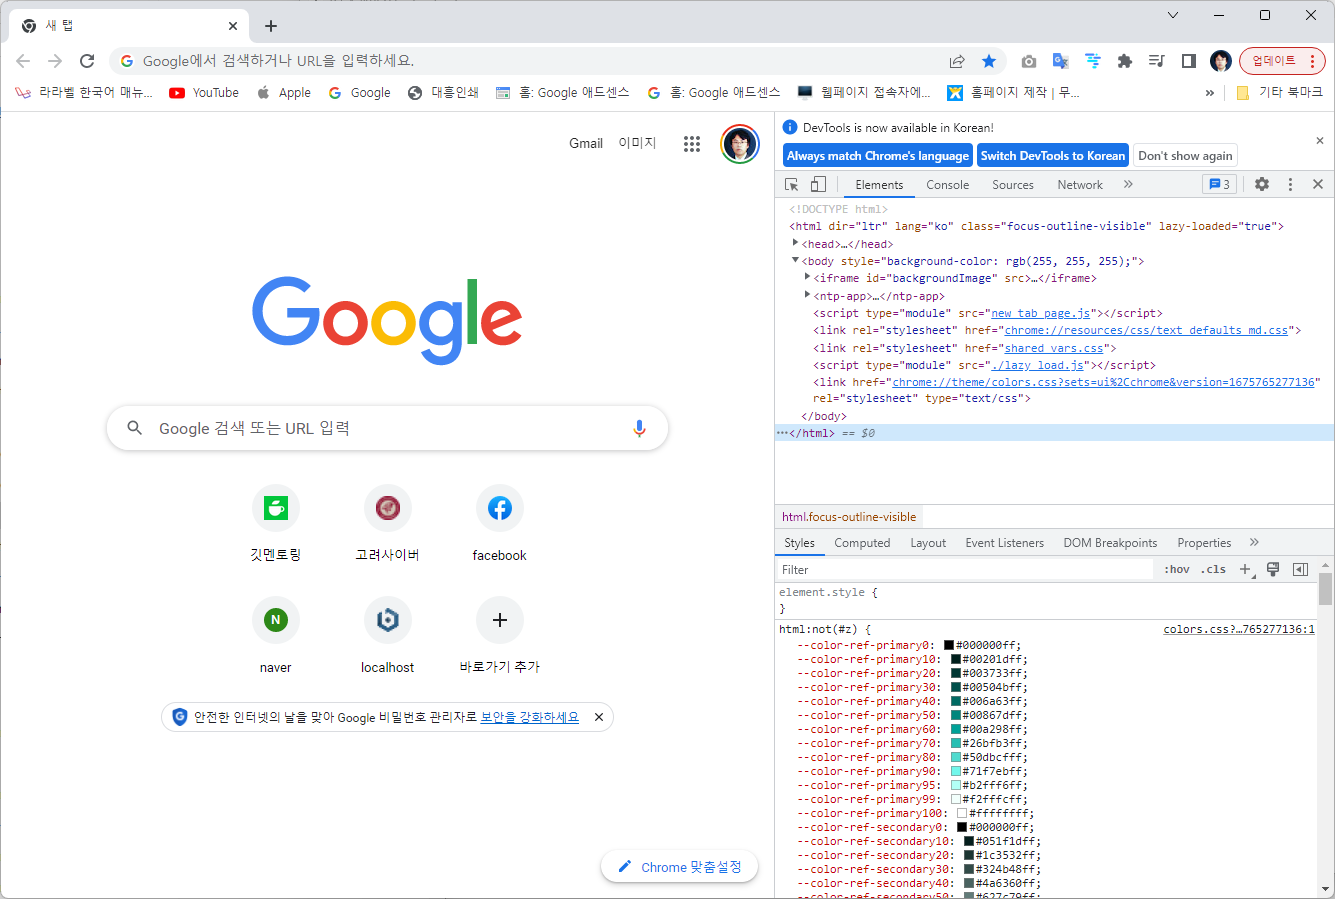 새 탭
Google에서 검색하거나 URL을 입력하세요.
업데이트
라라벨 한국어 매뉴...
YouTube
Apple
Google
대흥인쇄
홈: Google 애드센스
홈: Google 애드센스
웹페이지 접속자에...
홈페이지 제작 | 무...
»
기타 북마크
Gmail
이미지
Google
Google 검색 또는 URL 입력
깃멘토링
고려사이버
facebook
N
naver
localhost
바로가기 추가
안전한 인터넷의 날을 맞아 Google 비밀번호 관리자로 보안을 강화하세요
Chrome 맞춤설정
DevTools is now available in Korean!
Always match Chrome's language
Switch DevTools to Korean
Don't show again
Elements
Console
Sources
Network
»
3
<!DOCTYPE html>
<html dir="ltr" lang="ko" class="focus-outline-visible" lazy-loaded="true">
<head>…</head>
<body style="background-color: rgb(255, 255, 255);">
<iframe id="backgroundImage" src>…</iframe>
<ntp-app>…</ntp-app>
<script type="module" src="new_tab_page.js"></script>
<link rel="stylesheet" href="chrome://resources/css/text_defaults_md.css">
<link rel="stylesheet" href="shared_vars.css">
<script type="module" src="./lazy_load.js"></script>
<link href="chrome://theme/colors.css?sets=ui%2Cchrome&version=1675765277136"
rel="stylesheet" type="text/css">
</body>
…</html> == $0
html.focus-outline-visible
Styles
Computed
Layout
Event Listeners
DOM Breakpoints
Properties
»
Filter
:hov
.cls
element.style {
}
html:not(#z) {
colors.css?…765277136:1
--color-ref-primary0: #000000ff;
--color-ref-primary10: #00201dff;
--color-ref-primary20: #003733ff;
--color-ref-primary30: #00504bff;
--color-ref-primary40: #006a63ff;
--color-ref-primary50: #00867dff;
--color-ref-primary60: #00a298ff;
--color-ref-primary70: #26bfb3ff;
--color-ref-primary80: #50dbcfff;
--color-ref-primary90: #71f7ebff;
--color-ref-primary95: #b2fff6ff;
--color-ref-primary99: #f2fffcff;
--color-ref-primary100: #ffffffff;
--color-ref-secondary0: #000000ff;
--color-ref-secondary10: #051f1dff;
--color-ref-secondary20: #1c3532ff;
--color-ref-secondary30: #324b48ff;
--color-ref-secondary40: #4a6360ff;
--color-ref-secondary50: #627c79ff;